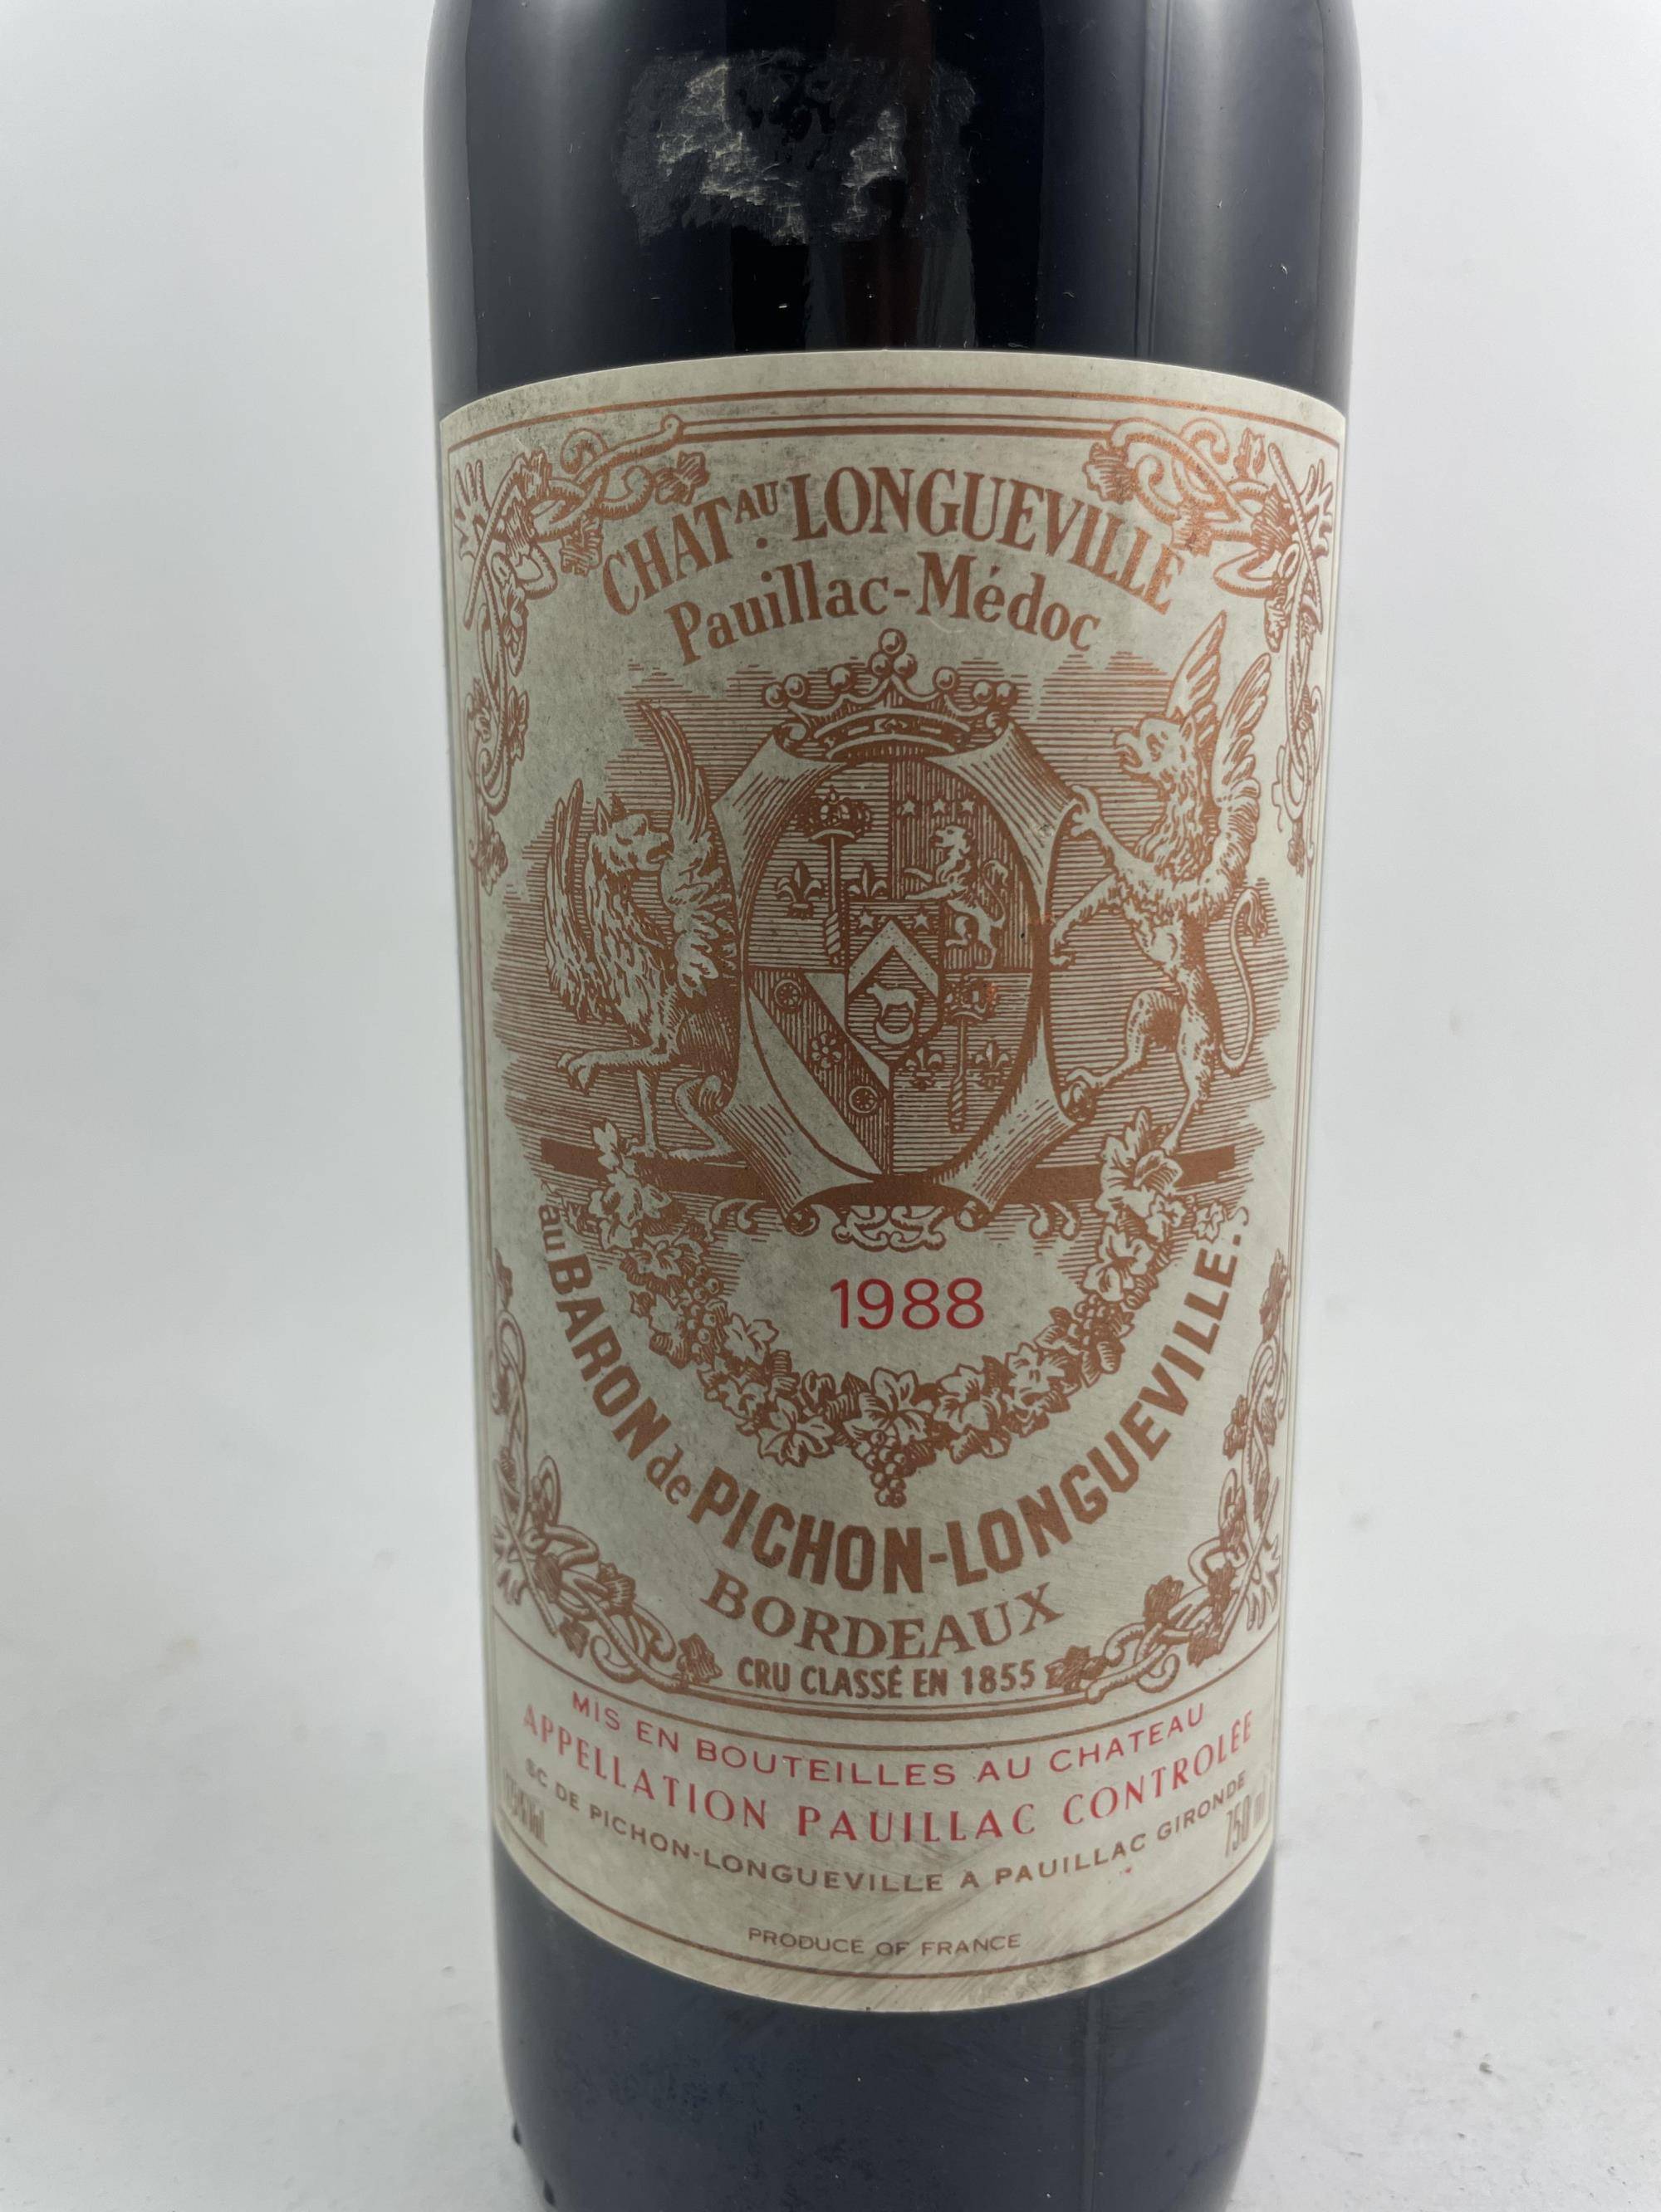 CHATAU. LONGUEVILLE
Pauillac-Médoc
1988
au BARON de PICHON-LONGUEVILLE.
BORDEAUX
CRU CLASSÉ EN 1855
MIS EN BOUTEILLES AU CHATEAU
APPELLATION PAUILLAC CONTROLÉE
SC DE PICHON-LONGUEVILLE À PAUILLAC GIRONDE
750 ml
PRODUCE OF FRANCE